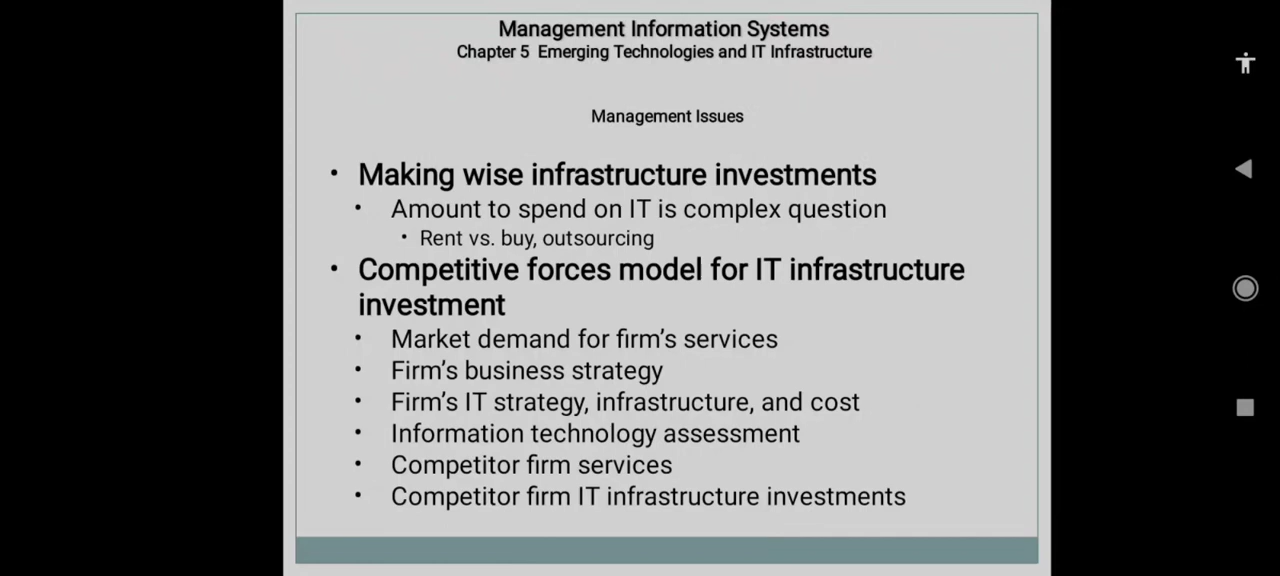 Management Information Systems
Chapter 5 Emerging Technologies and IT Infrastructure
Management Issues
• Making wise infrastructure investments
• Amount to spend on IT is complex question
• Rent vs. buy, outsourcing
• Competitive forces model for IT infrastructure
investment
• Market demand for firm's services
• Firm's business strategy
• Firm's IT strategy, infrastructure, and cost
• Information technology assessment
• Competitor firm services
• Competitor firm IT infrastructure investments